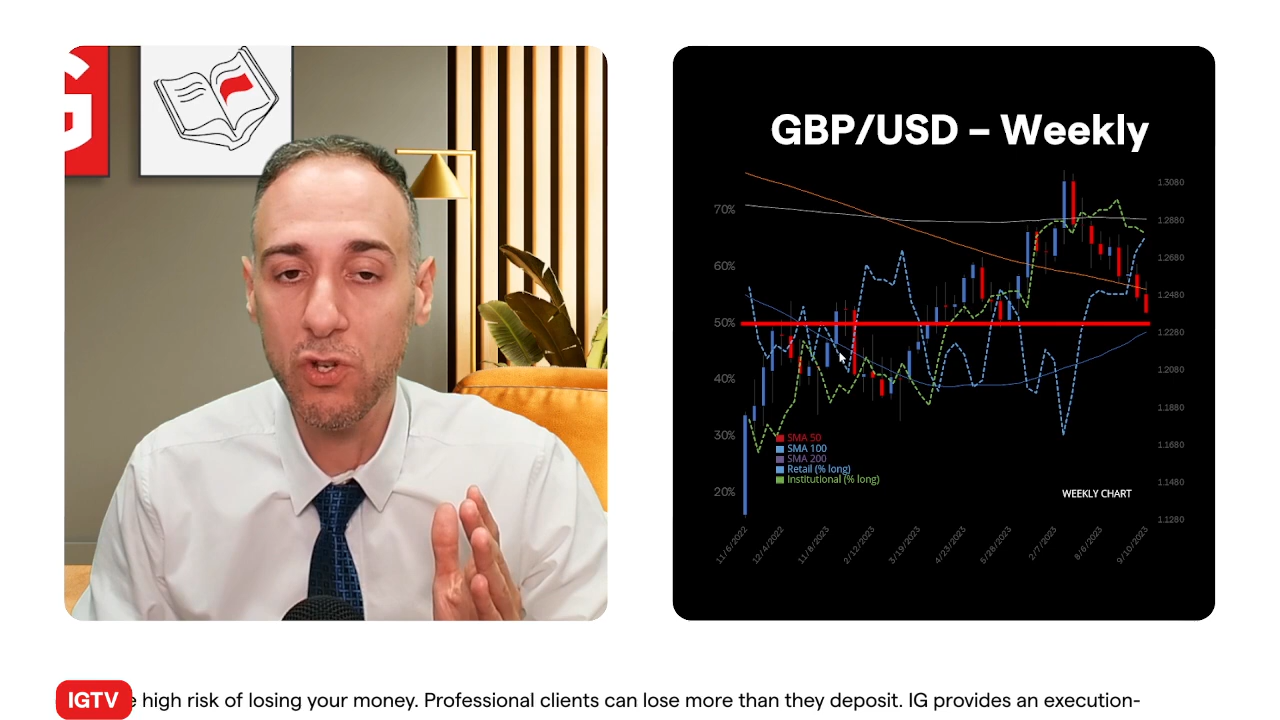 G
GBP/USD – Weekly
70%
60%
50%
40%
30%
20%
1.3080
1.2880
1.2680
1.2480
1.2280
1.2080
1.1880
1.1680
1.1480
1.1280
SMA 50
SMA 100
SMA 200
Retail (% long)
Institutional (% long)
WEEKLY CHART
11/6/2022
12/4/2022
11/8/2023
2/12/2023
3/19/2023
4/23/2023
5/28/2023
2/7/2023
8/6/2023
9/10/2023
IGTV e high risk of losing your money. Professional clients can lose more than they deposit. IG provides an execution-